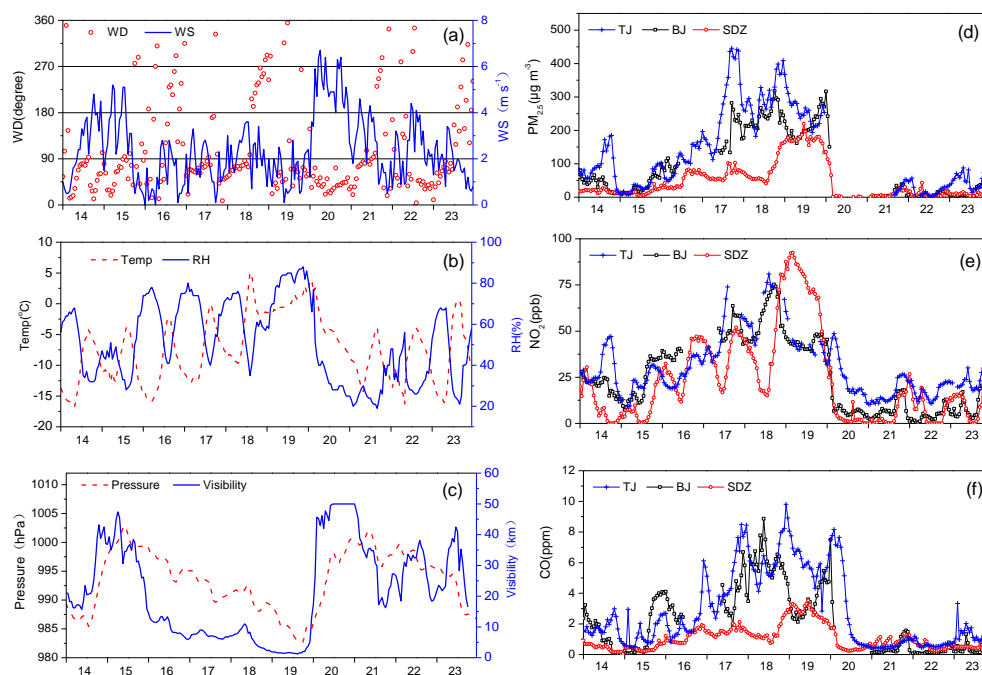 (a)
WD WS
WD(degree)
360
270
180
90
0
8
6
4
2
0
WS (m s⁻¹)
14 15 16 17 18 19 20 21 22 23
(b)
Temp RH
Temp(°C)
10
5
0
-5
-10
-15
-20
100
80
60
40
20
RH(%)
14 15 16 17 18 19 20 21 22 23
(c)
Pressure Visibility
Pressure (hPa)
1010
1005
1000
995
990
985
980
60
50
40
30
20
10
0
Visibility (km)
14 15 16 17 18 19 20 21 22 23
(d)
TJ BJ SDZ
PM2.5(μg m⁻³)
500
400
300
200
100
0
14 15 16 17 18 19 20 21 22 23
(e)
TJ BJ SDZ
NO2(ppb)
100
75
50
25
0
14 15 16 17 18 19 20 21 22 23
(f)
TJ BJ SDZ
CO(ppm)
12
10
8
6
4
2
0
14 15 16 17 18 19 20 21 22 23